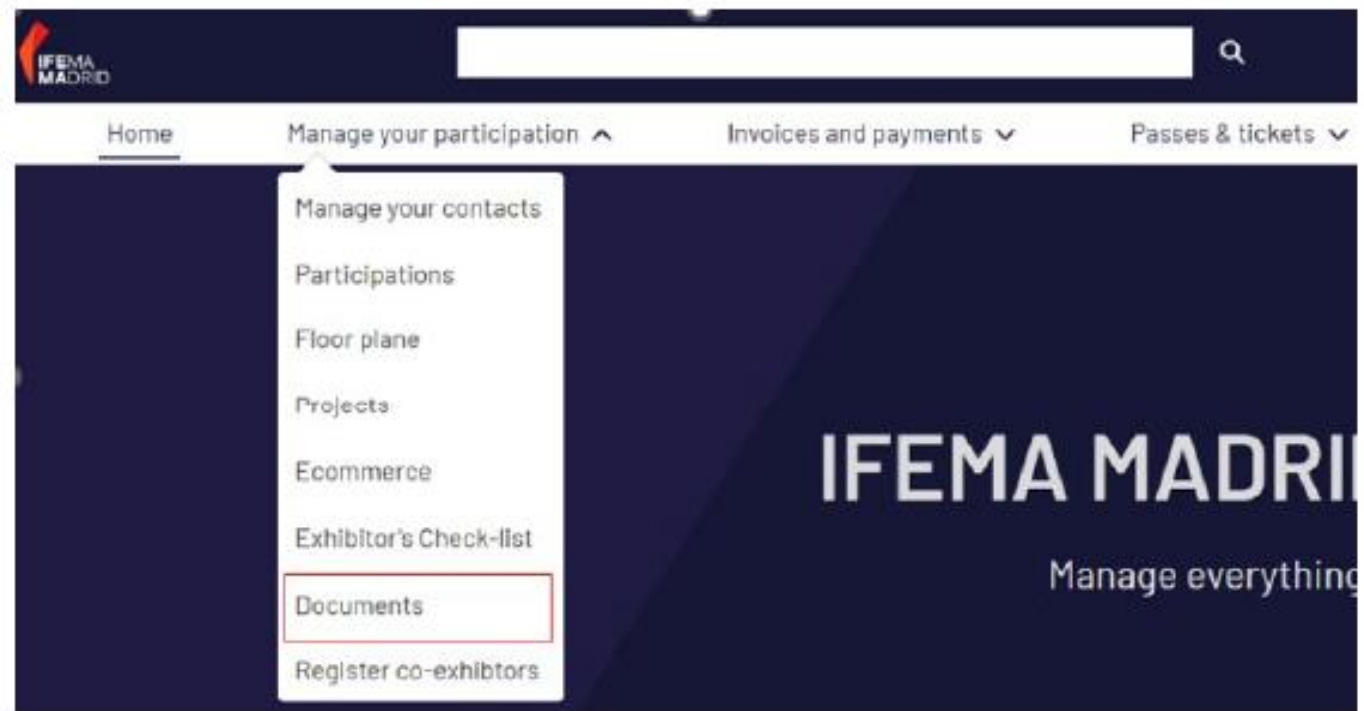 IFEMA
MADRID
Home Manage your participation Invoices and payments Passes & tickets
Manage your contacts
Participations
Floor plane
Projects
Ecommerce
Exhibitor's Check-list
Documents
Register co-exhibtors
IFEMA MADRI
Manage everything